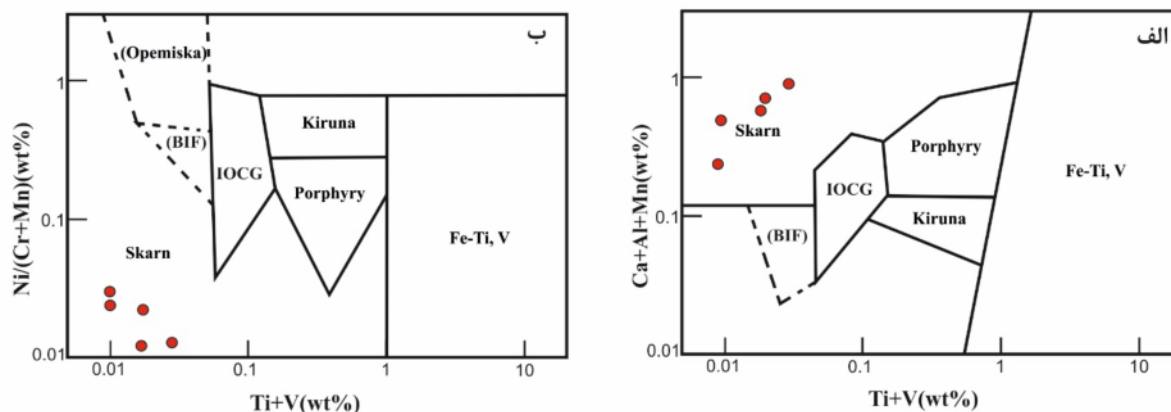 ب
(Opemiska)
(BIF)
Kiruna
IOCG
Porphyry
Skarn
Fe-Ti, V
1
0.1
0.01
0.01
0.1
1
10
Ni/(Cr+Mn)(wt%)
Ti+V(wt%)
الف
Skarn
Porphyry
IOCG
Fe-Ti, V
(BIF)
Kiruna
1
0.1
0.01
0.01
0.1
1
10
Ca+Al+Mn(wt%)
Ti+V(wt%)